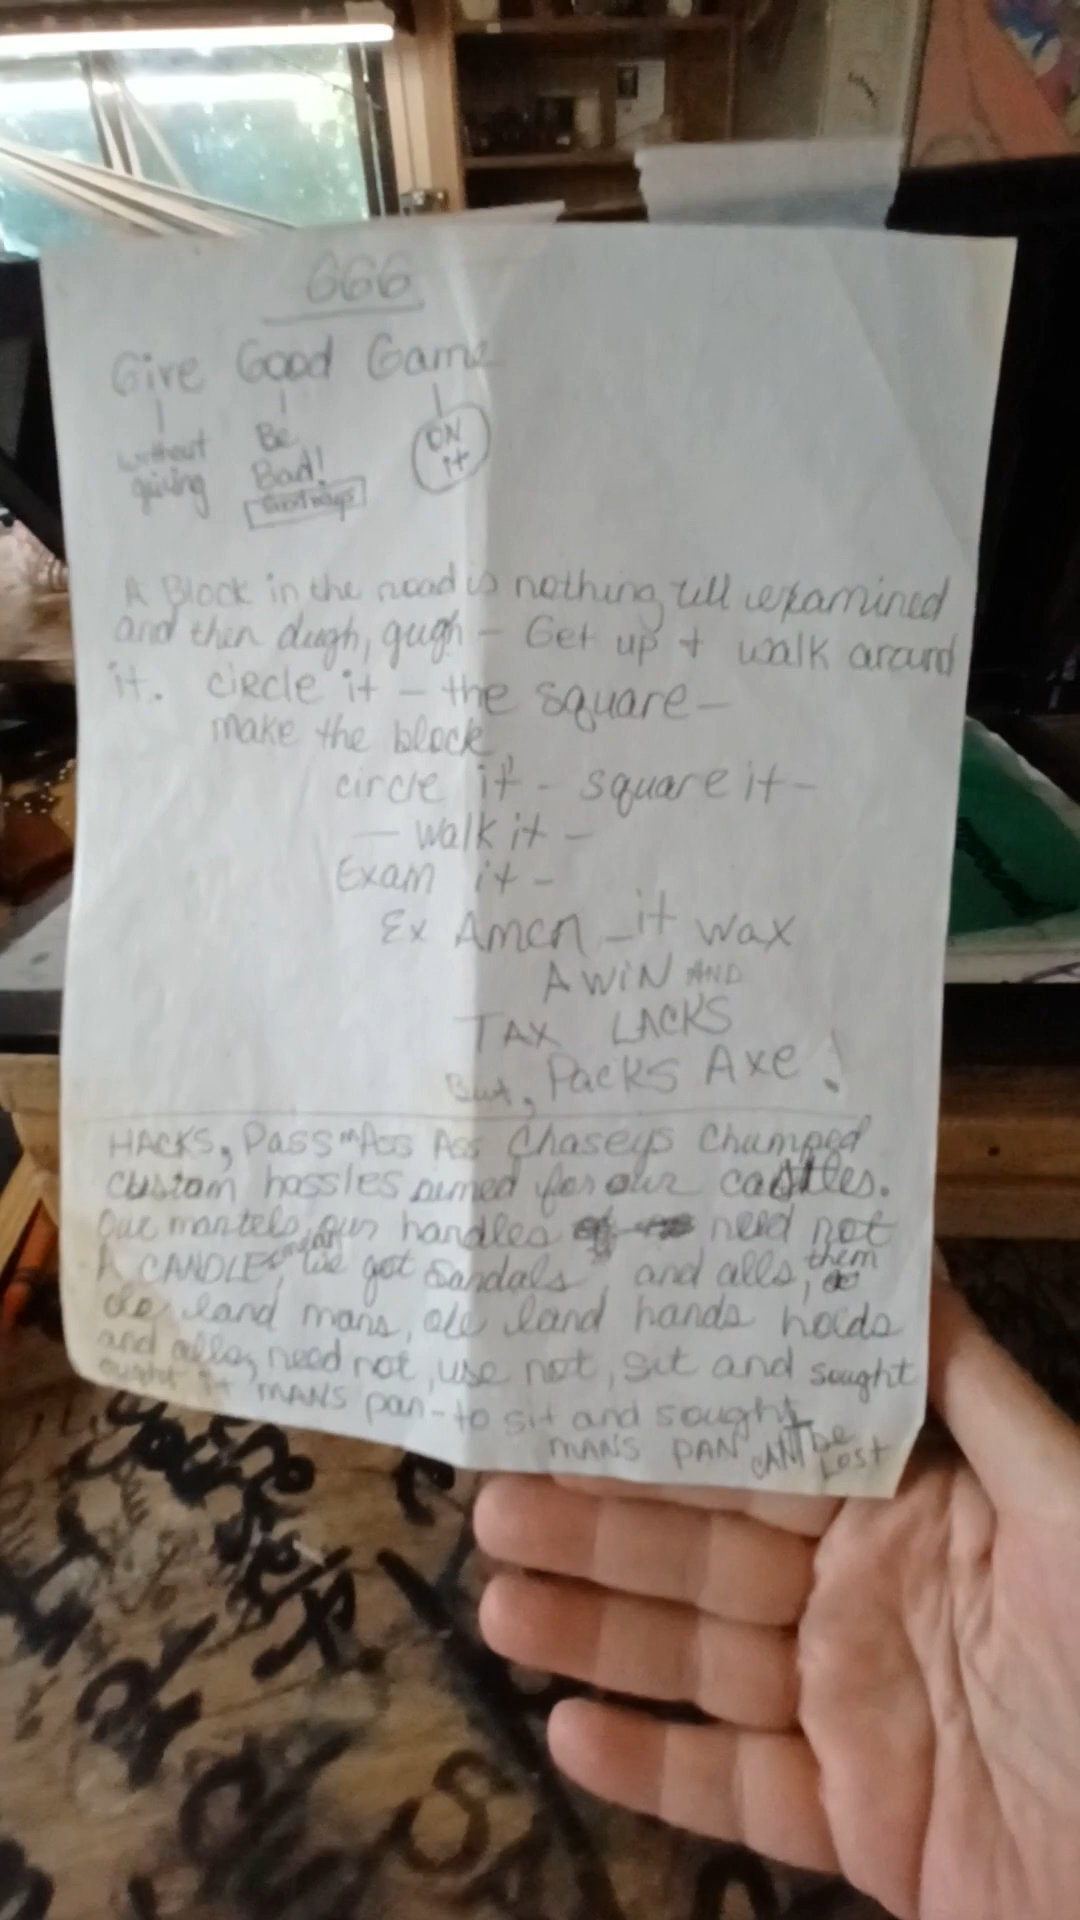 666
Give Good Game
without giving
Be Bad!
ON it
A Block in the road is nothing till examined
and then dugh, gugh - Get up + walk around
it. circle it - the square -
make the block
circle it - square it -
- walk it -
Exam it -
Ex Amen - it wax
A WIN AND
TAX LACKS
But, Packs Axe!
HACKS, Pass Ass Chaseys Chumped
custom hassles aimed for our castles.
Our mantels, our handles need not
A CANDLE, we got Sandals, and alls, them
land mans, ole land hands holds
and alls, need not, use not, sit and sought
ought it MANS pan - to sit and sought
MANS PAN CANT be LOST